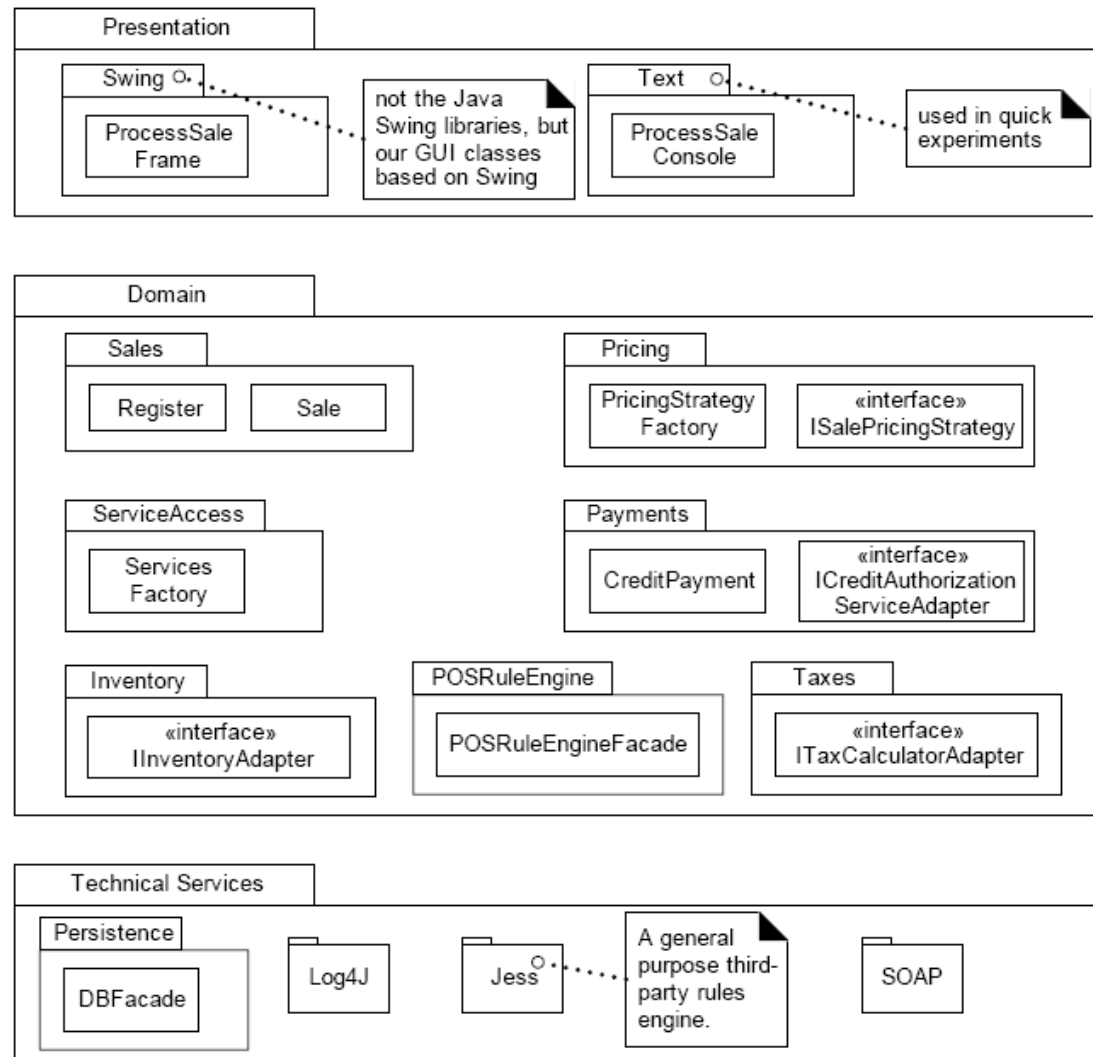 Presentation
Swing
not the Java
Swing libraries, but
our GUI classes
based on Swing
ProcessSale
Frame
Text
used in quick
experiments
ProcessSale
Console
Domain
Sales
Register
Sale
Pricing
PricingStrategy
Factory
«interface»
ISalePricingStrategy
ServiceAccess
Services
Factory
Payments
CreditPayment
«interface»
ICreditAuthorization
ServiceAdapter
Inventory
«interface»
IInventoryAdapter
POSRuleEngine
POSRuleEngineFacade
Taxes
«interface»
ITaxCalculatorAdapter
Technical Services
Persistence
DBFacade
Log4J
Jess
A general
purpose third-
party rules
engine.
SOAP